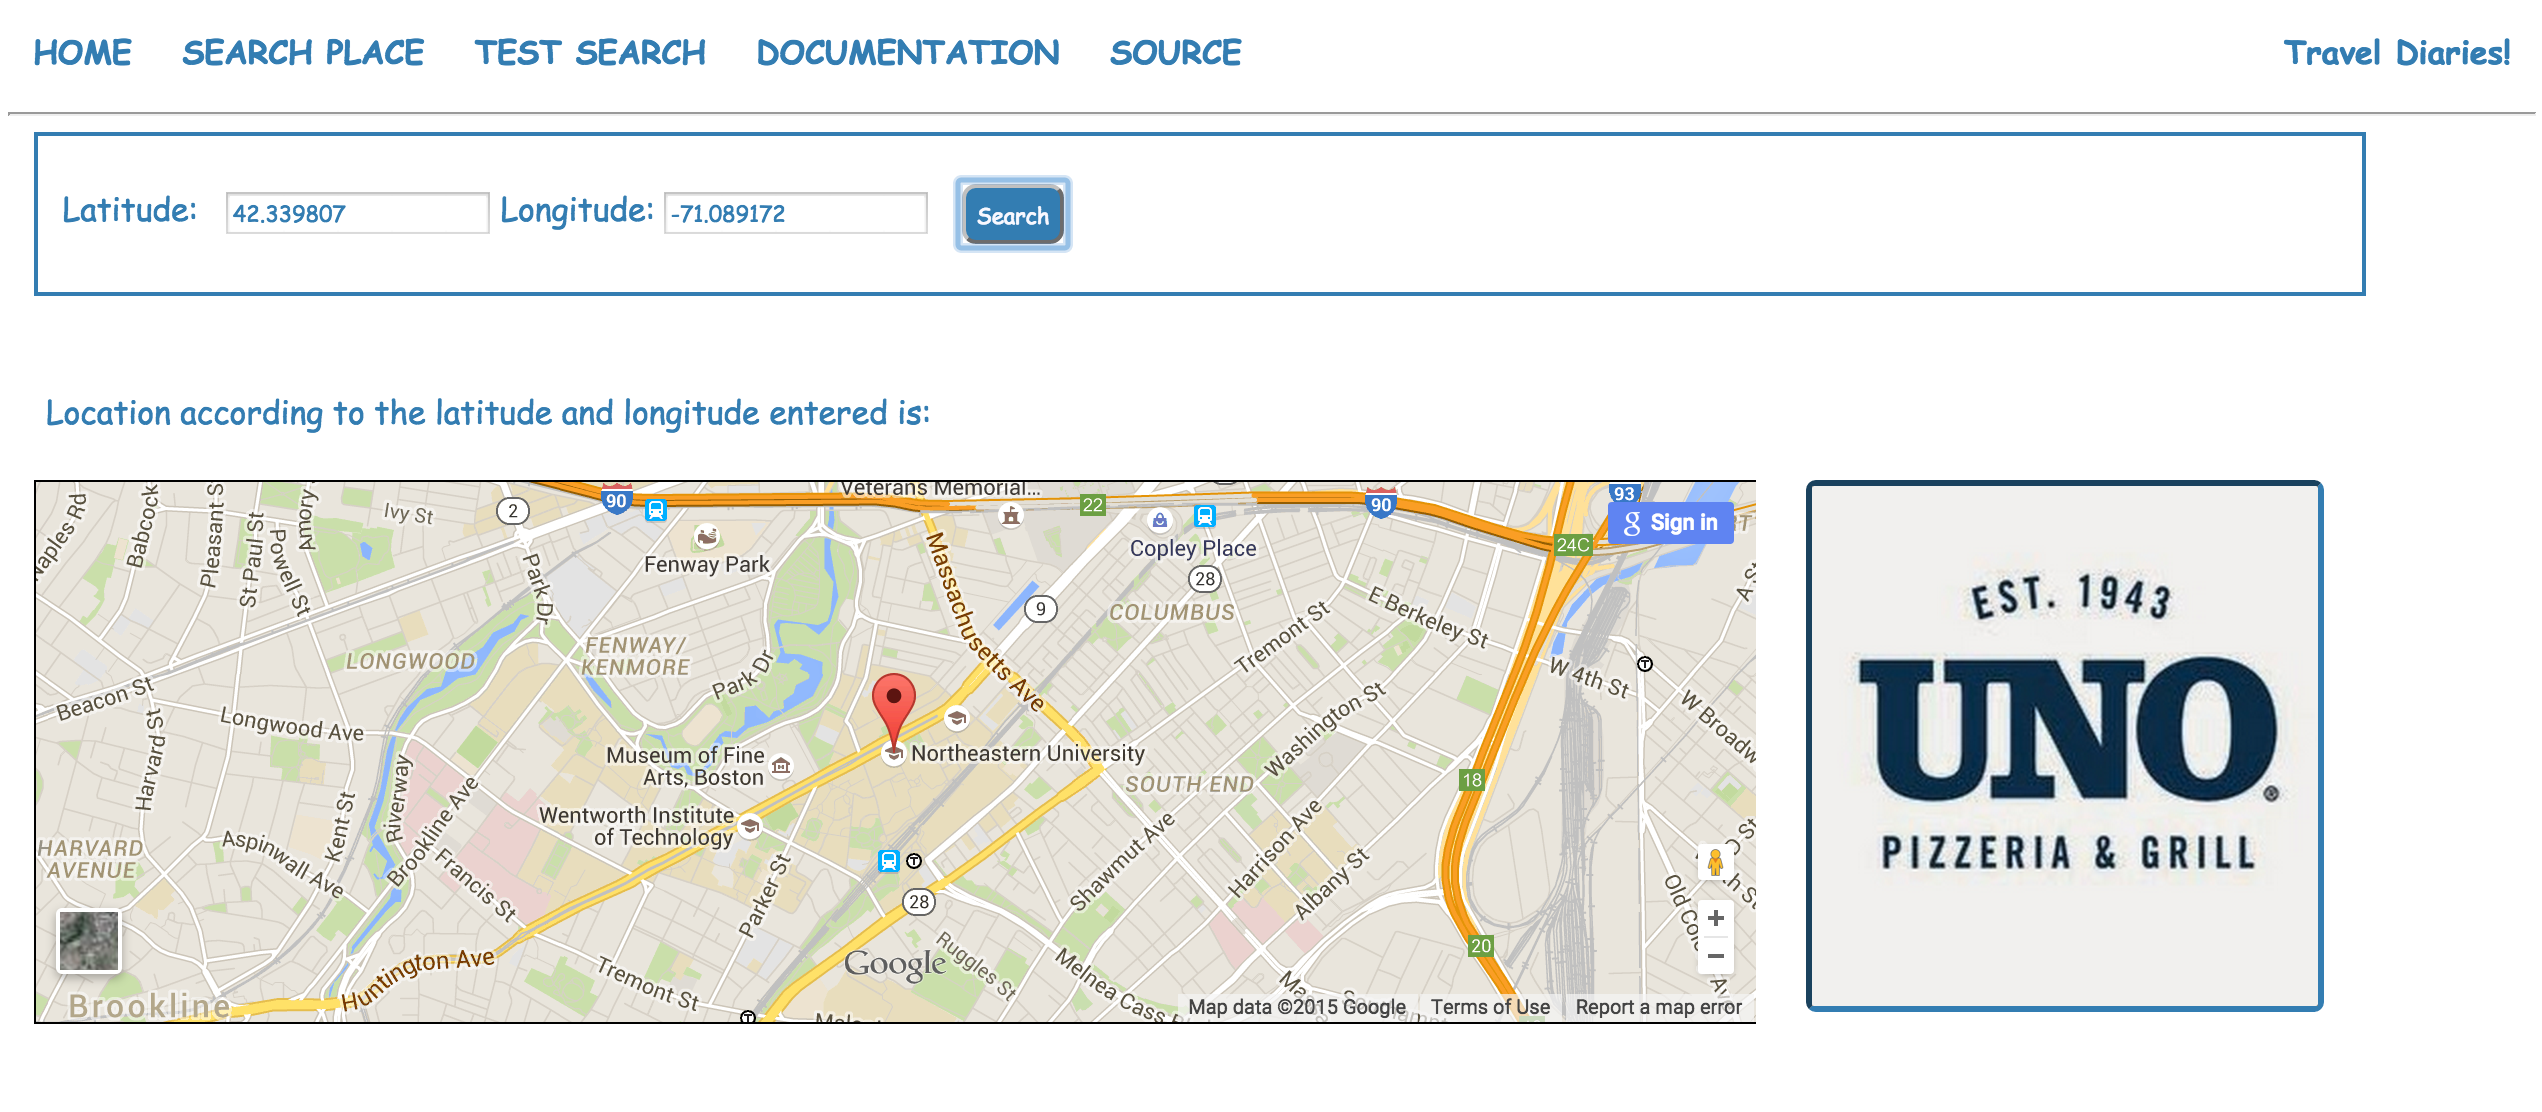 HOME SEARCH PLACE TEST SEARCH DOCUMENTATION SOURCE Travel Diaries!
Latitude: 42.339807 Longitude: -71.089172 Search
Location according to the latitude and longitude entered is:
Naples Rd
Babcock
Pleasant S
St Paul St
Powell St
Amory
Ivy St
2
90
Veterans Memorial...
22
90
93
g Sign in
Fenway Park
Copley Place
24C
28
Park Dr
Massachusetts Ave
9
COLUMBUS
E Berkeley St
A St
LONGWOOD
FENWAY/
KENMORE
Park Dr
Tremont St
W 4th St
T
Beacon St
Longwood Ave
Harvard St
Washington St
W Broadw
Museum of Fine
Arts, Boston
Northeastern University
SOUTH END
18
Riverway
Brookline Ave
Kent St
Wentworth Institute
of Technology
HARVARD
AVENUE
Aspinwall Ave
Francis St
Parker St
T
28
Shawmut Ave
Harrison Ave
Albany St
Old Col
20
Huntington Ave
Tremont St
Google
Ruggles St
Melnea Cass
Brookline
T
Map data ©2015 Google Terms of Use Report a map error
+
−
EST. 1943
UNO®
PIZZERIA & GRILL